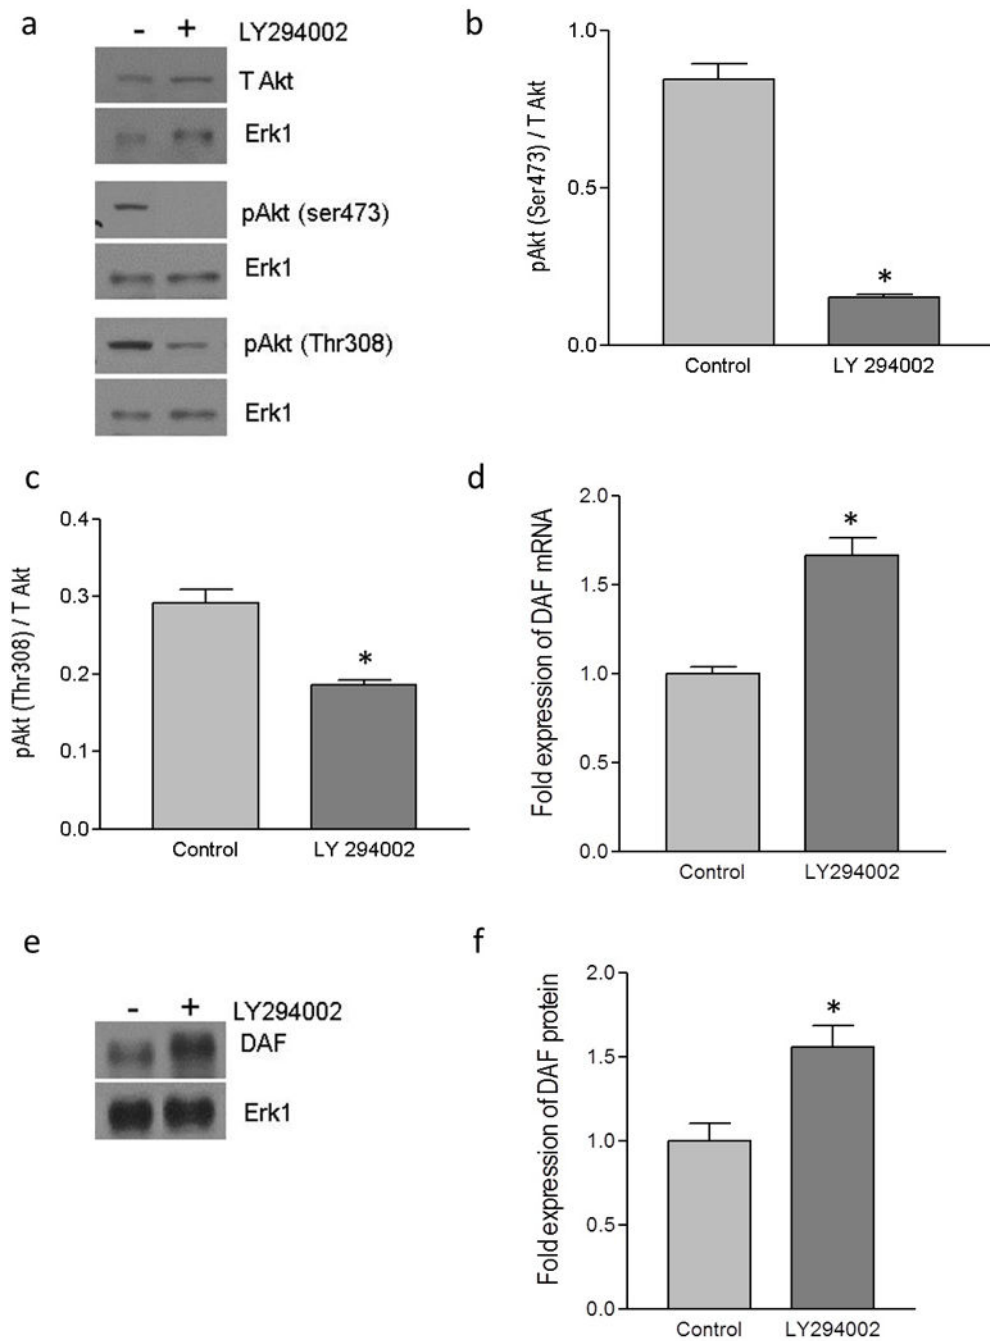 a
- + LY294002
T Akt
Erk1
pAkt (ser473)
Erk1
pAkt (Thr308)
Erk1
b
pAkt (Ser473) / T Akt
1.0
0.5
0.0
*
Control LY 294002
c
pAkt (Thr308) / T Akt
0.4
0.3
0.2
0.1
0.0
*
Control LY 294002
d
Fold expression of DAF mRNA
2.0
1.5
1.0
0.5
0.0
*
Control LY294002
e
- + LY294002
DAF
Erk1
f
Fold expression of DAF protein
2.0
1.5
1.0
0.5
0.0
*
Control LY294002